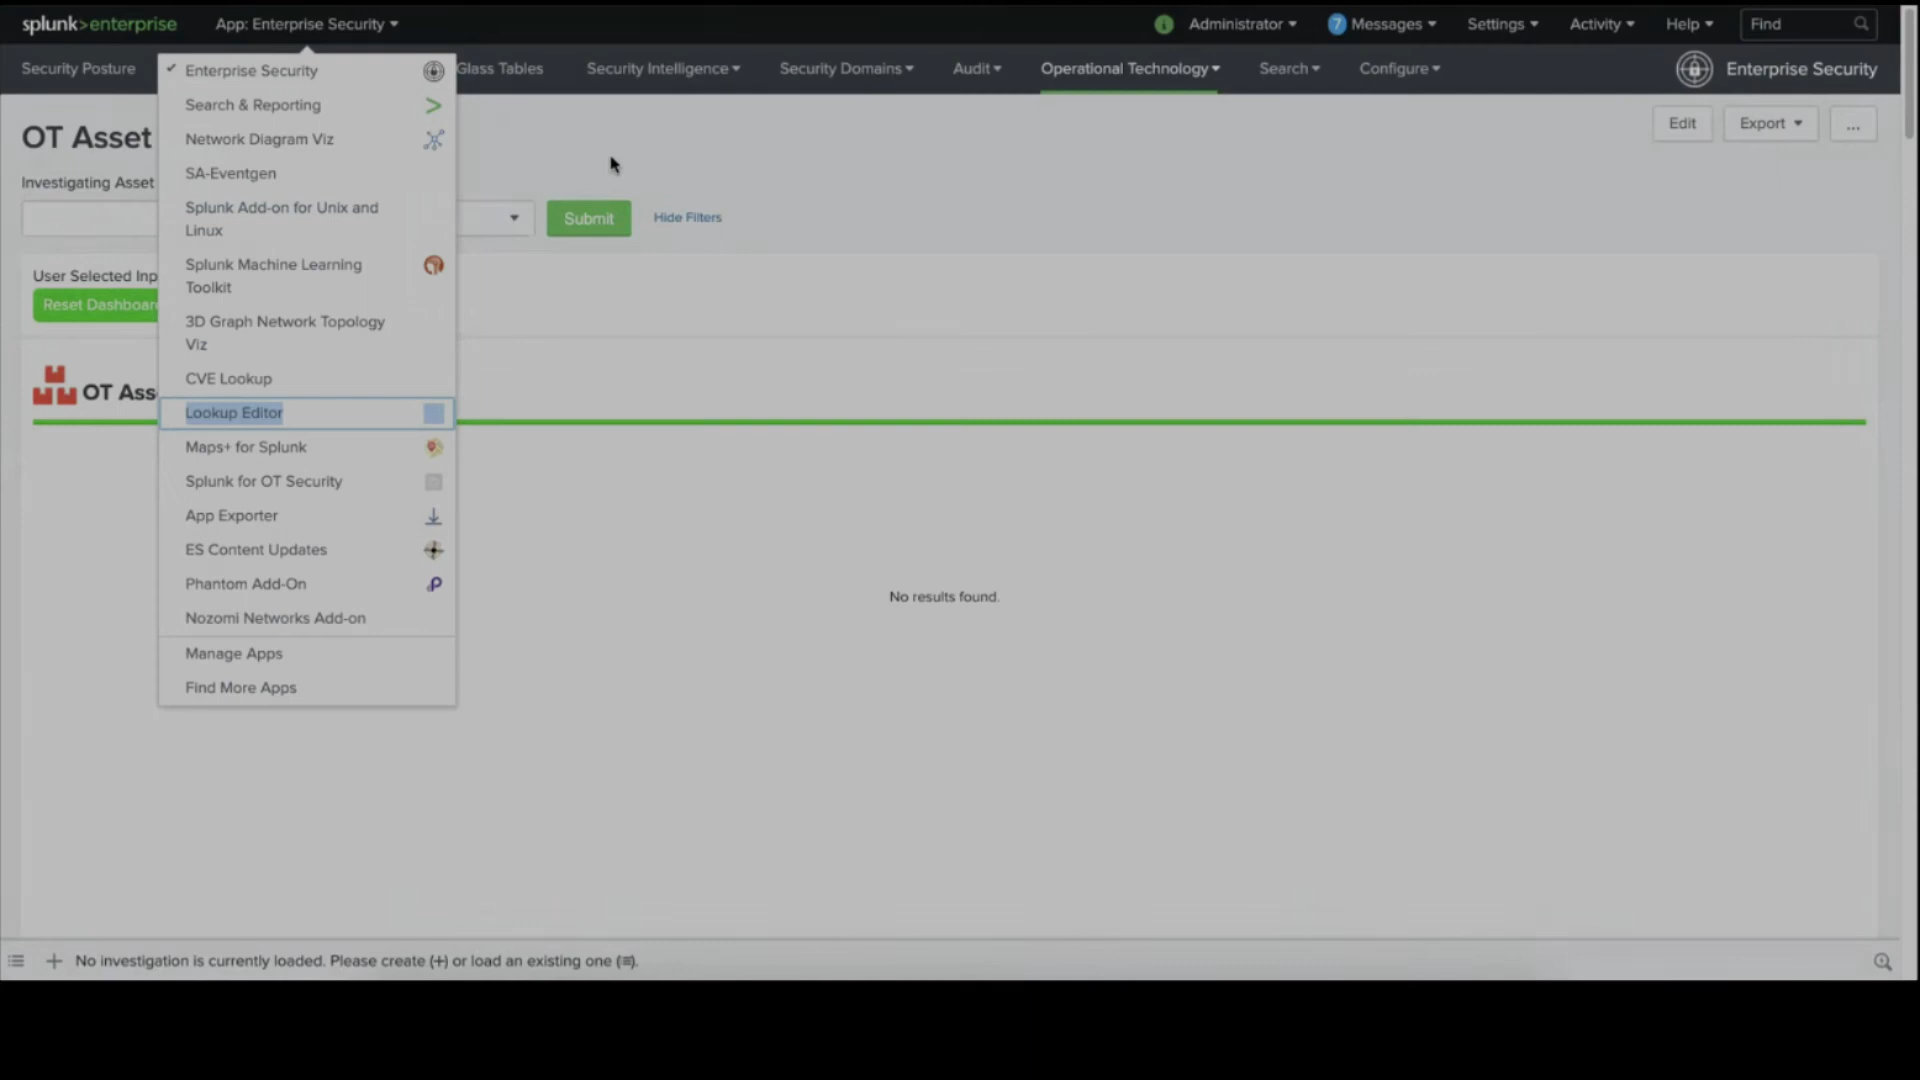 splunk>enterprise App: Enterprise Security
i Administrator 7 Messages Settings Activity Help Find
Security Posture Glass Tables Security Intelligence Security Domains Audit Operational Technology Search Configure Enterprise Security
Enterprise Security
Search & Reporting
Network Diagram Viz
SA-Eventgen
Splunk Add-on for Unix and
Linux
Splunk Machine Learning
Toolkit
3D Graph Network Topology
Viz
CVE Lookup
Lookup Editor
Maps+ for Splunk
Splunk for OT Security
App Exporter
ES Content Updates
Phantom Add-On
Nozomi Networks Add-on
Manage Apps
Find More Apps
OT Asset
Edit Export ...
Investigating Asset
Submit Hide Filters
User Selected Inp
Reset Dashboar
OT Ass
No results found.
No investigation is currently loaded. Please create (+) or load an existing one (≡).